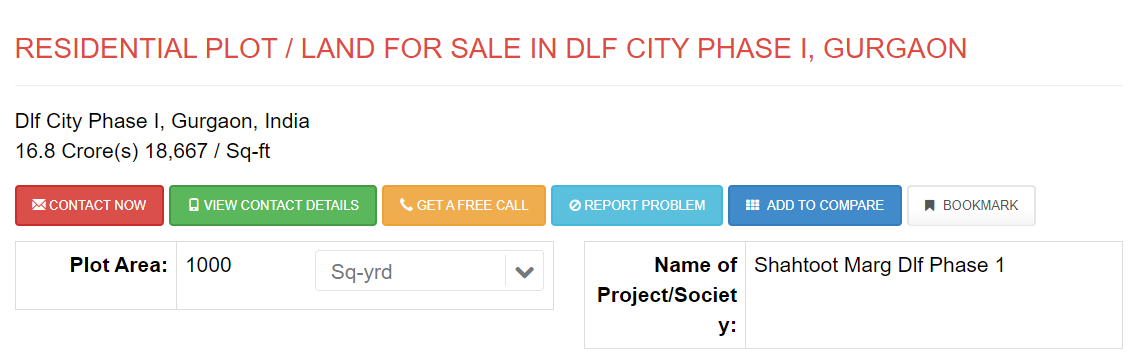 RESIDENTIAL PLOT / LAND FOR SALE IN DLF CITY PHASE I, GURGAON
Dlf City Phase I, Gurgaon, India
16.8 Crore(s) 18,667 / Sq-ft
CONTACT NOW VIEW CONTACT DETAILS GET A FREE CALL REPORT PROBLEM ADD TO COMPARE BOOKMARK
Plot Area: 1000 Sq-yrd
Name of Shahtoot Marg Dlf Phase 1
Project/Societ
y: